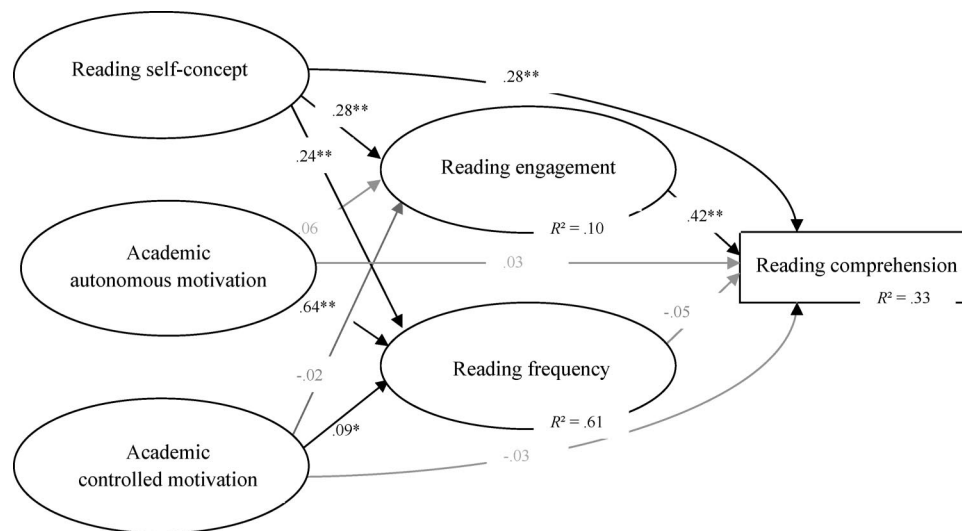 Reading self-concept
.28**
.28**
.24**
Reading engagement
R² = .10
.42**
.06
Academic
autonomous motivation
.03
Reading comprehension
R² = .33
.64**
-.05
-.02
Reading frequency
R² = .61
.09*
Academic
controlled motivation
-.03